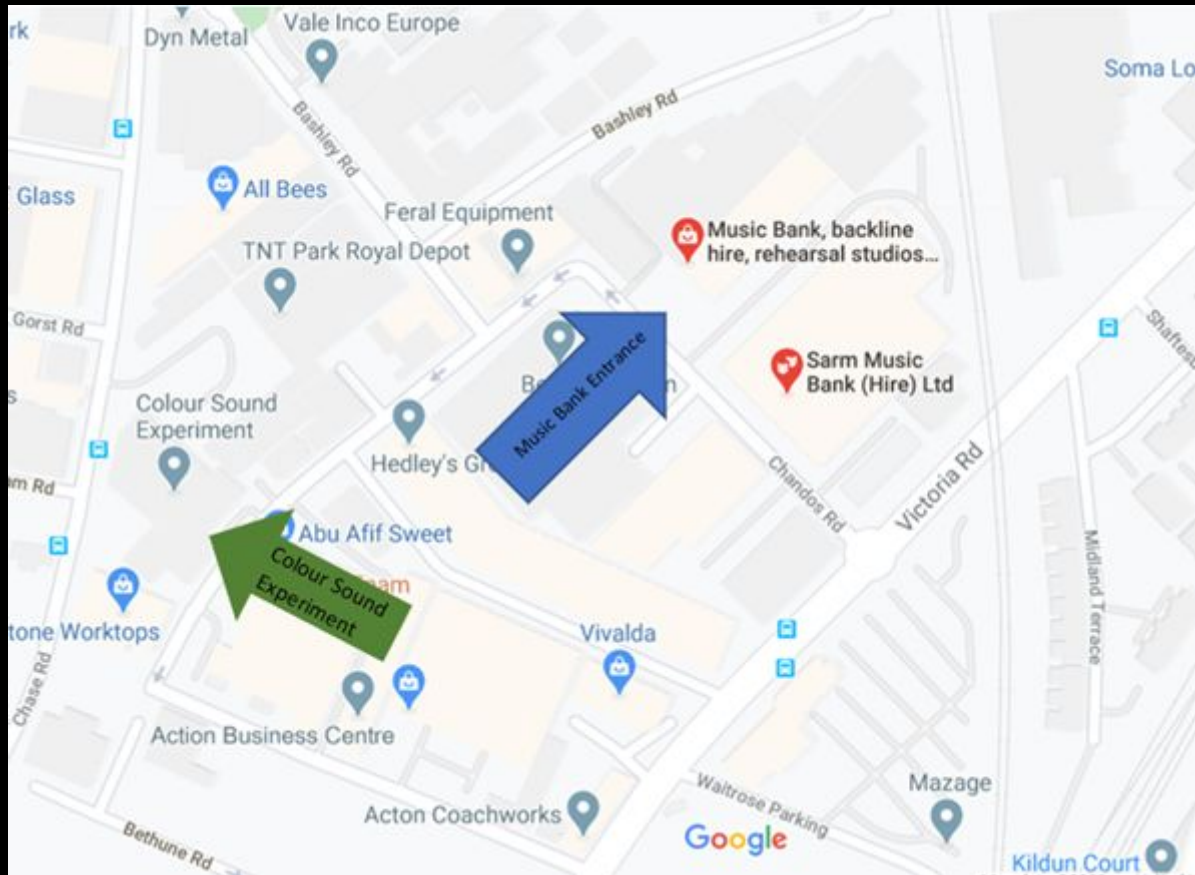 rk
Dyn Metal
Vale Inco Europe
Soma Lo
Bashley Rd
Bashley Rd
Glass
All Bees
Feral Equipment
TNT Park Royal Depot
Music Bank, backline
hire, rehearsal studios...
Gorst Rd
Shaftes
s
Music Bank Entrance
Sarm Music
Bank (Hire) Ltd
Colour Sound
Experiment
Hedley's Gr
Chandos Rd
Victoria Rd
am Rd
Abu Afif Sweet
Colour Sound
Experiment
Midland Terrace
tone Worktops
Vivalda
Chase Rd
Action Business Centre
Waitrose Parking
Mazage
Acton Coachworks
Google
Bethune Rd
Kildun Court